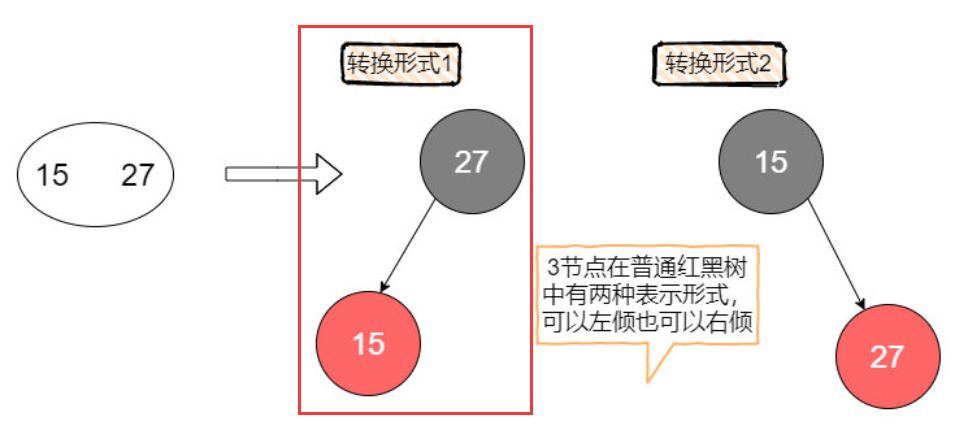 转换形式1
转换形式2
15 27
27
15
15
27
3节点在普通红黑树
中有两种表示形式，
可以左倾也可以右倾